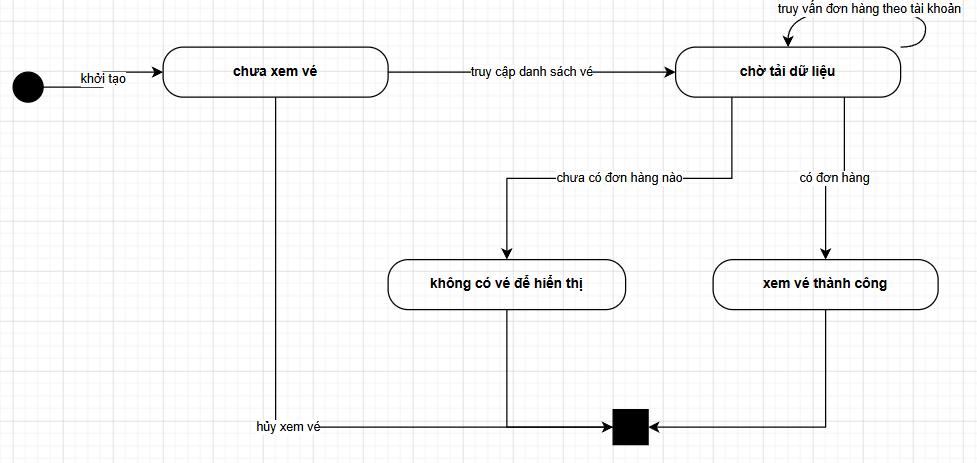 truy vấn đơn hàng theo tài khoản
khởi tạo
chưa xem vé
truy cập danh sách vé
chờ tải dữ liệu
chưa có đơn hàng nào
có đơn hàng
không có vé để hiển thị
xem vé thành công
hủy xem vé